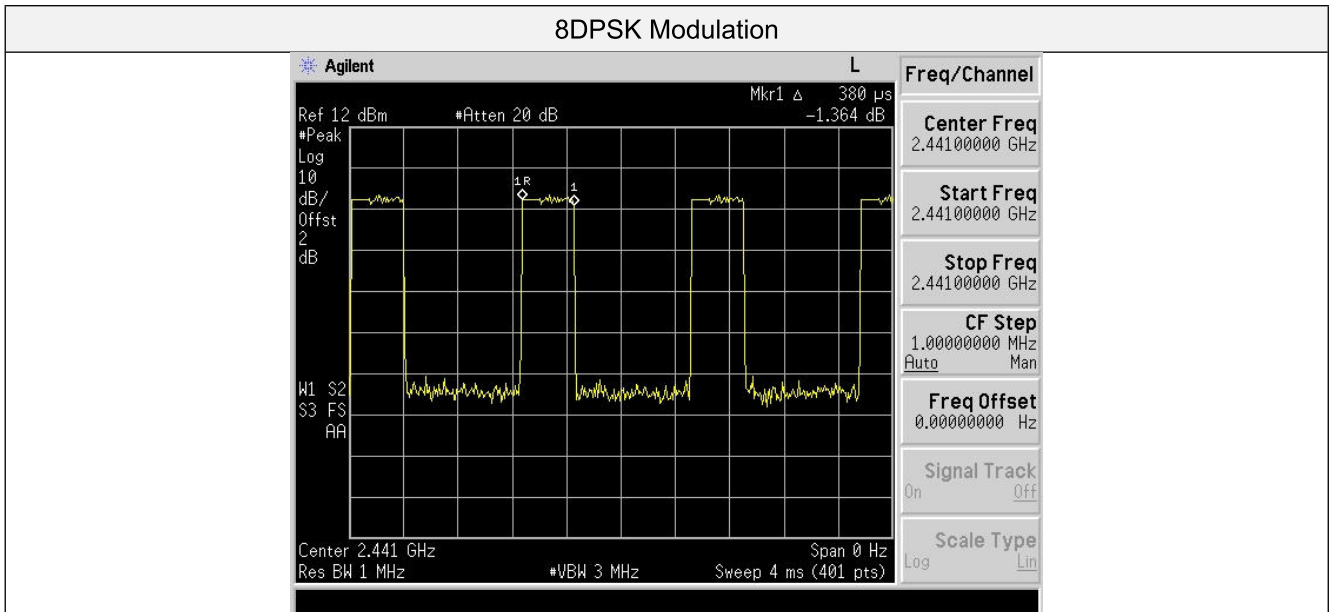 8DPSK Modulation
Agilent L
Mkr1 Δ 380 µs
Ref 12 dBm #Atten 20 dB -1.364 dB
#Peak
Log
10
dB/
Offst
2
dB
1R
1
W1 S2
S3 FS
AA
Center 2.441 GHz Span 0 Hz
Res BW 1 MHz #VBW 3 MHz Sweep 4 ms (401 pts)
Freq/Channel
Center Freq
2.44100000 GHz
Start Freq
2.44100000 GHz
Stop Freq
2.44100000 GHz
CF Step
1.00000000 MHz
Auto Man
Freq Offset
0.00000000 Hz
Signal Track
On Off
Scale Type
Log Lin